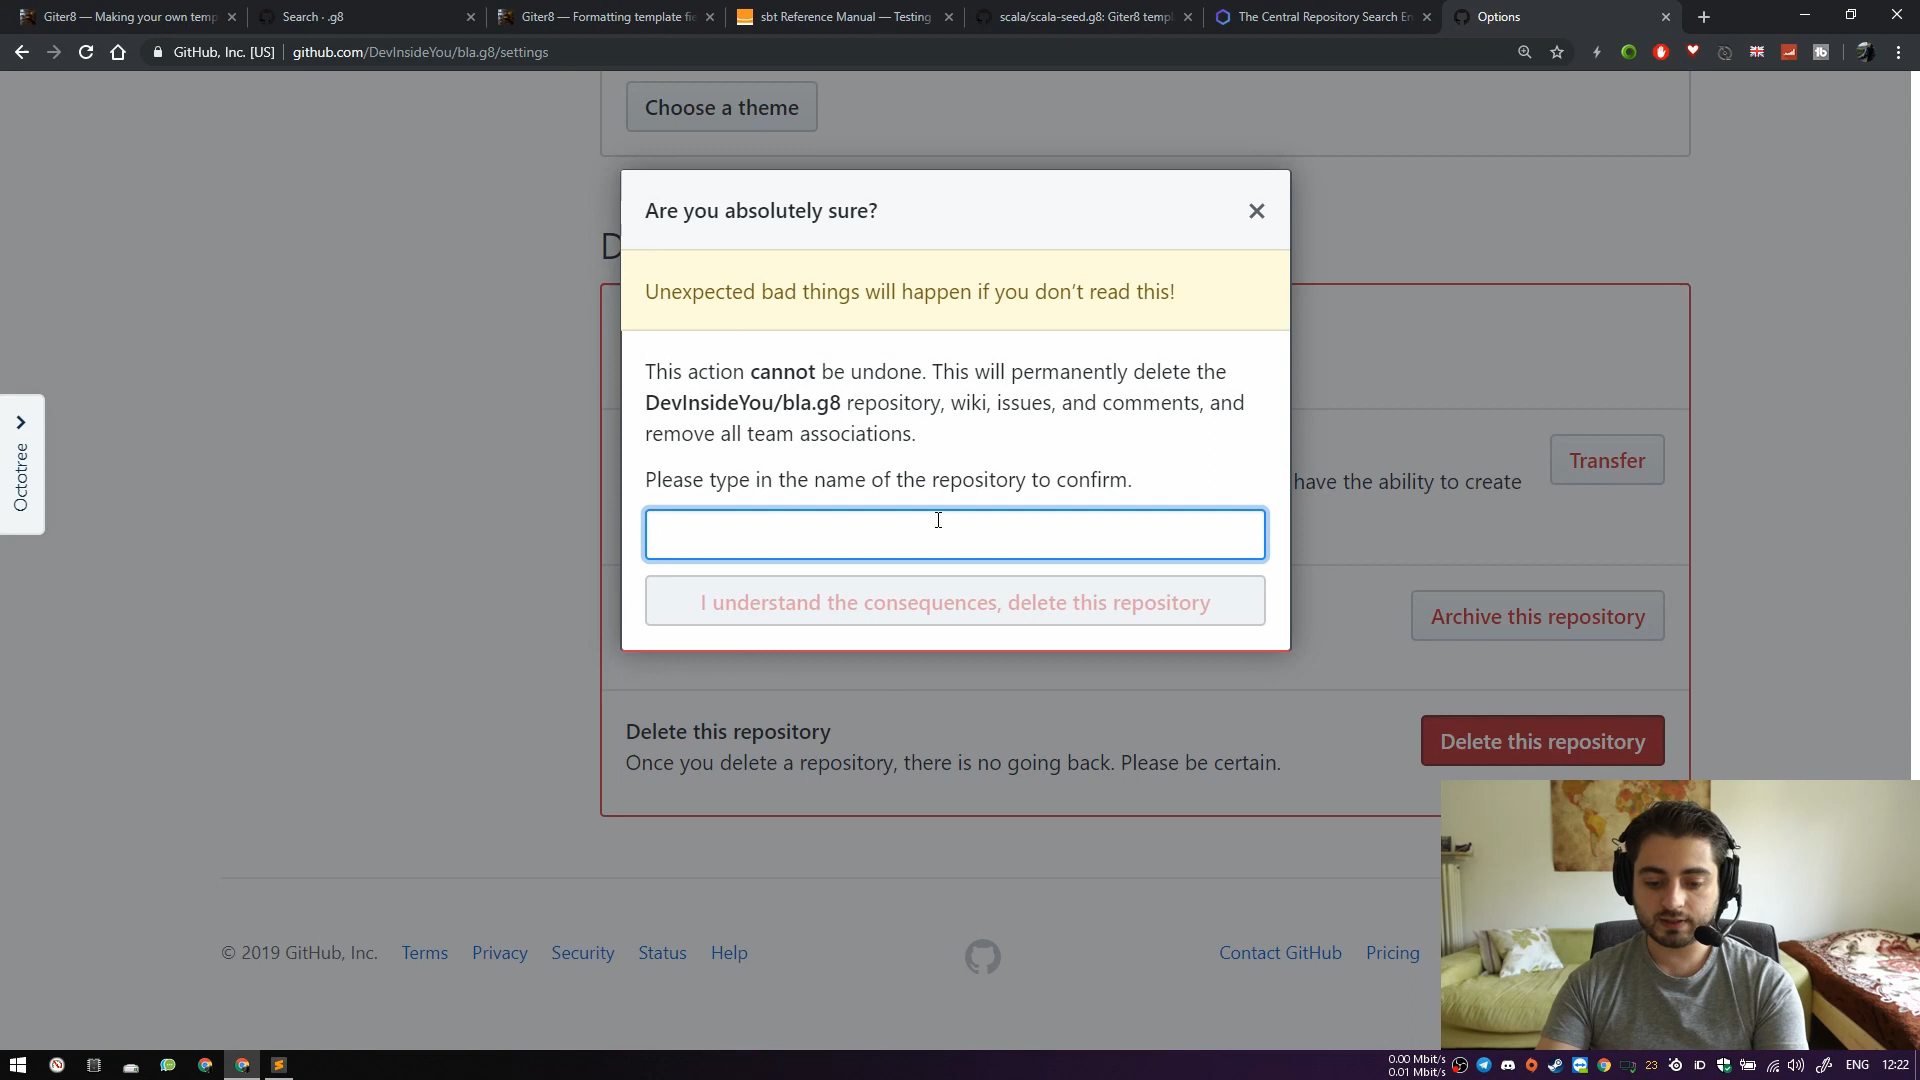 Giter8 — Making your own temp
Search · .g8
Giter8 — Formatting template fie
sbt Reference Manual — Testing
scala/scala-seed.g8: Giter8 templ
The Central Repository Search En
Options
GitHub, Inc. [US]
github.com/DevInsideYou/bla.g8/settings
Choose a theme
Are you absolutely sure?
D
Unexpected bad things will happen if you don't read this!
This action cannot be undone. This will permanently delete the
DevInsideYou/bla.g8 repository, wiki, issues, and comments, and
remove all team associations.
Please type in the name of the repository to confirm.
Transfer
have the ability to create
Octotree
I understand the consequences, delete this repository
Archive this repository
Delete this repository
Once you delete a repository, there is no going back. Please be certain.
Delete this repository
© 2019 GitHub, Inc. Terms Privacy Security Status Help
Contact GitHub Pricing
0.00 Mbit/s
0.01 Mbit/s
23
ENG 12:22